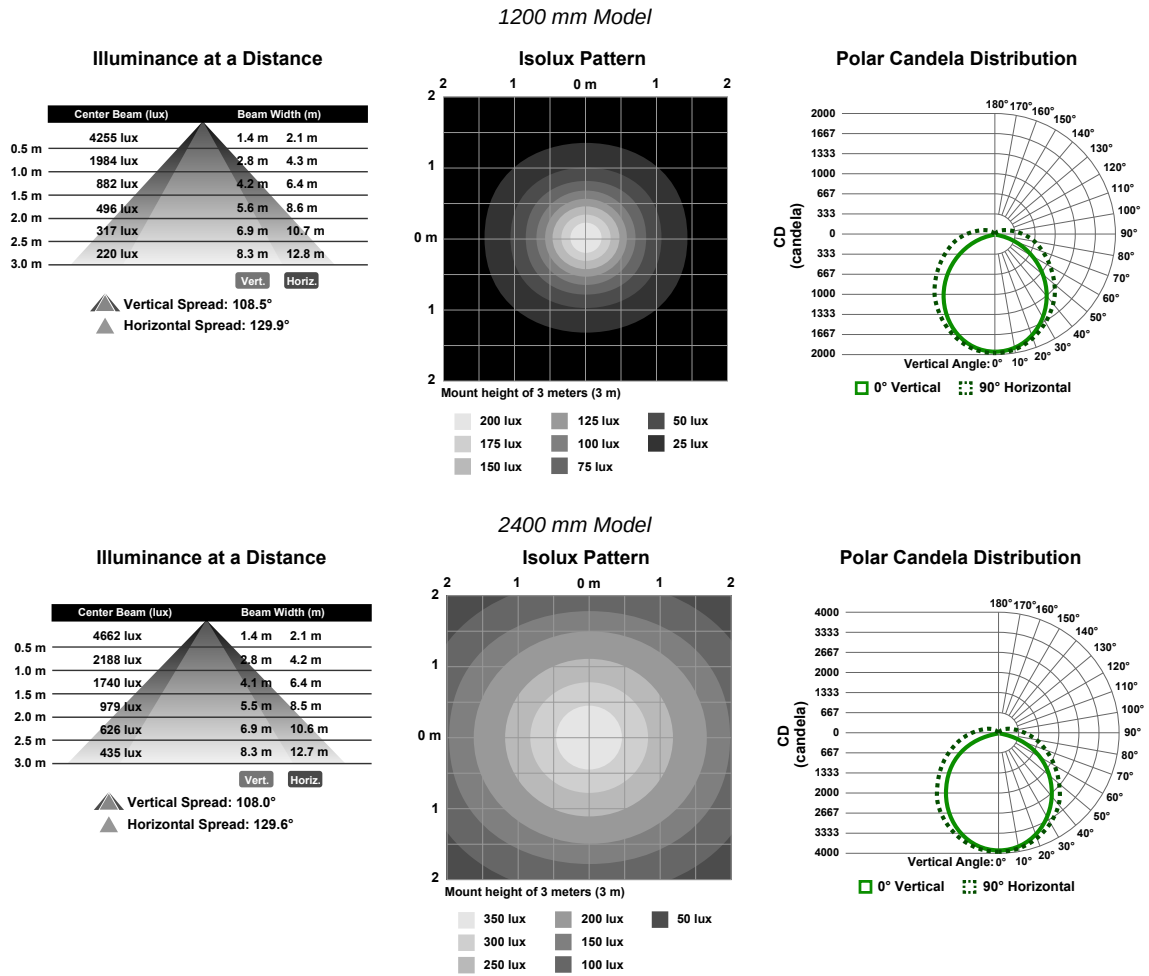 1200 mm Model
Illuminance at a Distance
Center Beam (lux) Beam Width (m)
4255 lux 1.4 m 2.1 m
0.5 m
1984 lux 2.8 m 4.3 m
1.0 m
882 lux 4.2 m 6.4 m
1.5 m
496 lux 5.6 m 8.6 m
2.0 m
317 lux 6.9 m 10.7 m
2.5 m
220 lux 8.3 m 12.8 m
3.0 m
Vert. Horiz.
Vertical Spread: 108.5°
Horizontal Spread: 129.9°
Isolux Pattern
2 1 0 m 1 2
2
1
0 m
1
2
Mount height of 3 meters (3 m)
200 lux 125 lux 50 lux
175 lux 100 lux 25 lux
150 lux 75 lux
Polar Candela Distribution
CD
(candela)
2000
1667
1333
1000
667
333
0
333
667
1000
1333
1667
2000
180°
170°
160°
150°
140°
130°
120°
110°
100°
90°
80°
70°
60°
50°
40°
30°
20°
10°
Vertical Angle: 0°
0° Vertical 90° Horizontal
2400 mm Model
Illuminance at a Distance
Center Beam (lux) Beam Width (m)
4662 lux 1.4 m 2.1 m
0.5 m
2188 lux 2.8 m 4.2 m
1.0 m
1740 lux 4.1 m 6.4 m
1.5 m
979 lux 5.5 m 8.5 m
2.0 m
626 lux 6.9 m 10.6 m
2.5 m
435 lux 8.3 m 12.7 m
3.0 m
Vert. Horiz.
Vertical Spread: 108.0°
Horizontal Spread: 129.6°
Isolux Pattern
2 1 0 m 1 2
2
1
0 m
1
2
Mount height of 3 meters (3 m)
350 lux 200 lux 50 lux
300 lux 150 lux
250 lux 100 lux
Polar Candela Distribution
CD
(candela)
4000
3333
2667
2000
1333
667
0
667
1333
2000
2667
3333
4000
180°
170°
160°
150°
140°
130°
120°
110°
100°
90°
80°
70°
60°
50°
40°
30°
20°
10°
Vertical Angle: 0°
0° Vertical 90° Horizontal